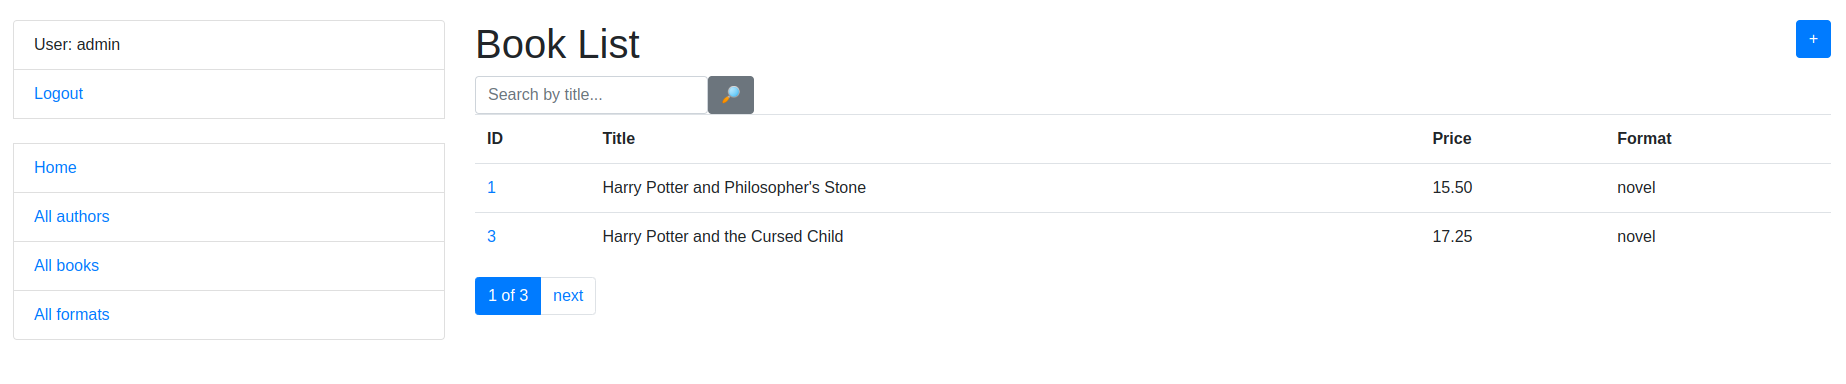 User: admin
Logout
Home
All authors
All books
All formats
Book List
+
Search by title...
ID Title Price Format
1 Harry Potter and Philosopher's Stone 15.50 novel
3 Harry Potter and the Cursed Child 17.25 novel
1 of 3 next